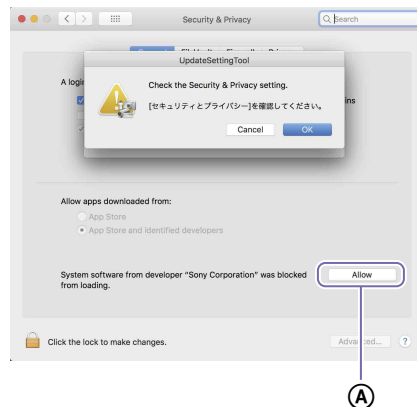 Security & Privacy
Search
UpdateSettingTool
A login
Check the Security & Privacy setting.
ins
[セキュリティとプライバシー]を確認してください。
Cancel
OK
Allow apps downloaded from:
App Store
App Store and identified developers
System software from developer “Sony Corporation” was blocked
from loading.
Allow
Click the lock to make changes.
Advanced...
?
A